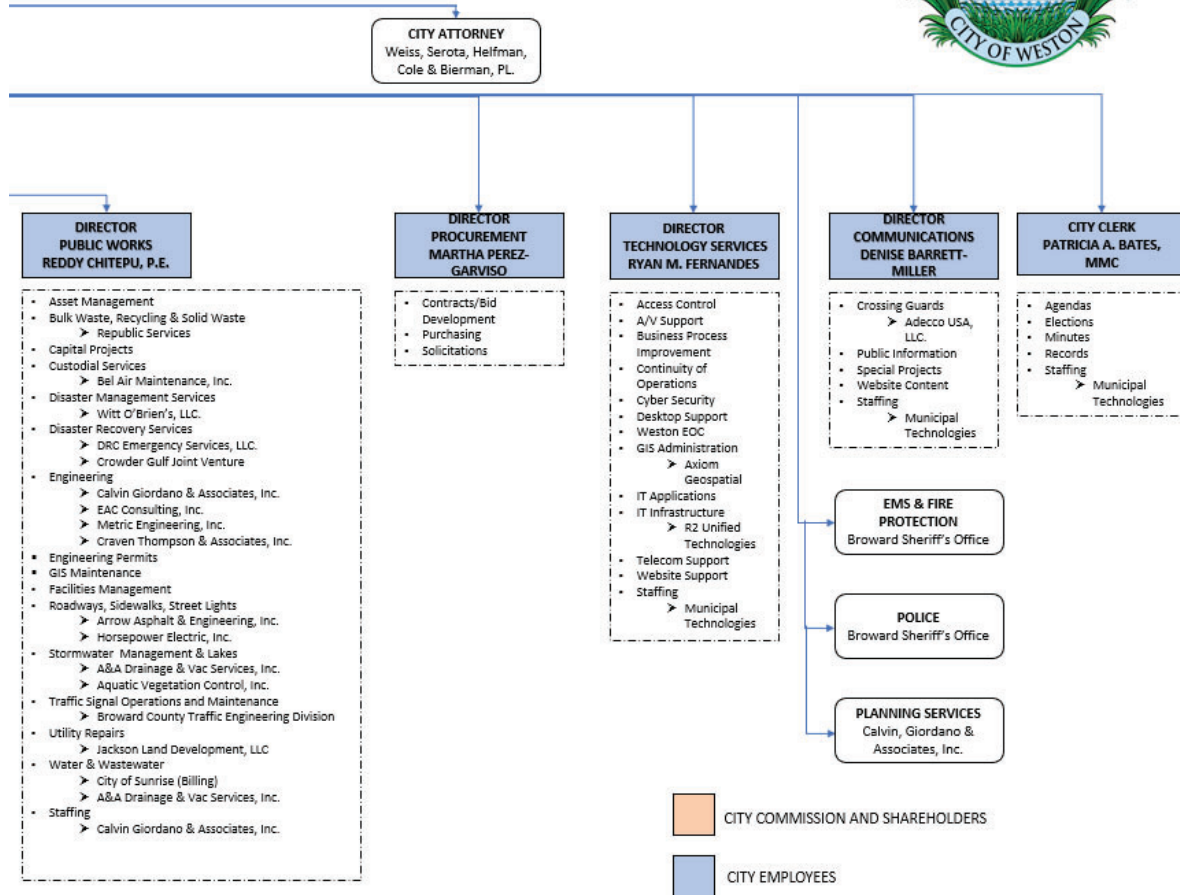 CITY OF WESTON
CITY ATTORNEY
Weiss, Serota, Helfman,
Cole & Bierman, PL.
DIRECTOR
PUBLIC WORKS
REDDY CHITEPU, P.E.
▪ Asset Management
▪ Bulk Waste, Recycling & Solid Waste
➤ Republic Services
▪ Capital Projects
▪ Custodial Services
➤ Bel Air Maintenance, Inc.
▪ Disaster Management Services
➤ Witt O’Brien’s, LLC.
▪ Disaster Recovery Services
➤ DRC Emergency Services, LLC.
➤ Crowder Gulf Joint Venture
▪ Engineering
➤ Calvin Giordano & Associates, Inc.
➤ EAC Consulting, Inc.
➤ Metric Engineering, Inc.
➤ Craven Thompson & Associates, Inc.
▪ Engineering Permits
▪ GIS Maintenance
▪ Facilities Management
▪ Roadways, Sidewalks, Street Lights
➤ Arrow Asphalt & Engineering, Inc.
➤ Horsepower Electric, Inc.
▪ Stormwater Management & Lakes
➤ A&A Drainage & Vac Services, Inc.
➤ Aquatic Vegetation Control, Inc.
▪ Traffic Signal Operations and Maintenance
➤ Broward County Traffic Engineering Division
▪ Utility Repairs
➤ Jackson Land Development, LLC
▪ Water & Wastewater
➤ City of Sunrise (Billing)
➤ A&A Drainage & Vac Services, Inc.
▪ Staffing
➤ Calvin Giordano & Associates, Inc.
DIRECTOR
PROCUREMENT
MARTHA PEREZ-
GARVISO
▪ Contracts/Bid
Development
▪ Purchasing
▪ Solicitations
DIRECTOR
TECHNOLOGY SERVICES
RYAN M. FERNANDES
▪ Access Control
▪ A/V Support
▪ Business Process
Improvement
▪ Continuity of
Operations
▪ Cyber Security
▪ Desktop Support
▪ Weston EOC
▪ GIS Administration
➤ Axiom
Geospatial
▪ IT Applications
▪ IT Infrastructure
➤ R2 Unified
Technologies
▪ Telecom Support
▪ Website Support
▪ Staffing
➤ Municipal
Technologies
DIRECTOR
COMMUNICATIONS
DENISE BARRETT-
MILLER
▪ Crossing Guards
➤ Adecco USA,
LLC.
▪ Public Information
▪ Special Projects
▪ Website Content
▪ Staffing
➤ Municipal
Technologies
CITY CLERK
PATRICIA A. BATES,
MMC
▪ Agendas
▪ Elections
▪ Minutes
▪ Records
▪ Staffing
➤ Municipal
Technologies
EMS & FIRE
PROTECTION
Broward Sheriff’s Office
POLICE
Broward Sheriff’s Office
PLANNING SERVICES
Calvin, Giordano &
Associates, Inc.
CITY COMMISSION AND SHAREHOLDERS
CITY EMPLOYEES